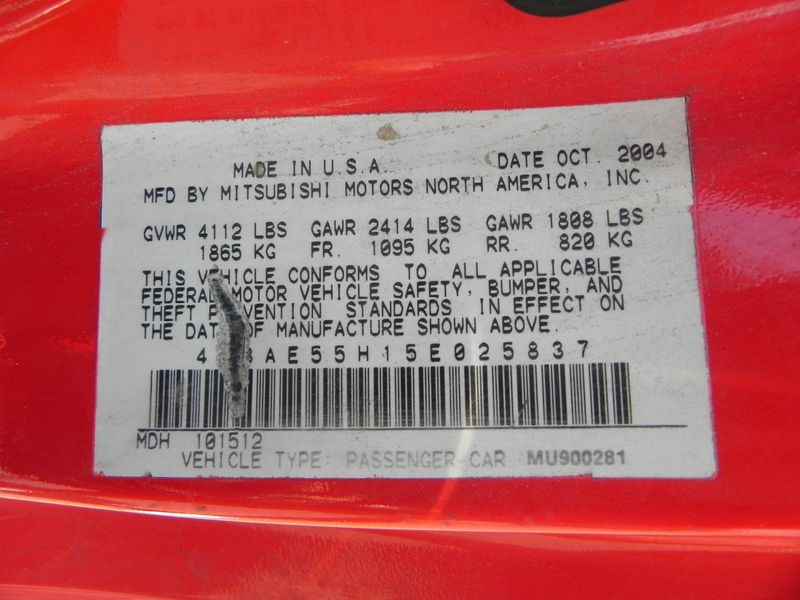 MADE IN U.S.A. DATE OCT. 2004
MFD BY MITSUBISHI MOTORS NORTH AMERICA, INC.
GVWR 4112 LBS GAWR 2414 LBS GAWR 1808 LBS
1865 KG FR. 1095 KG RR. 820 KG
THIS VEHICLE CONFORMS TO ALL APPLICABLE
FEDERAL MOTOR VEHICLE SAFETY, BUMPER, AND
THEFT PREVENTION STANDARDS IN EFFECT ON
THE DATE OF MANUFACTURE SHOWN ABOVE.
AE55H15E025837
MDH 101512
VEHICLE TYPE: PASSENGER CAR MU900281